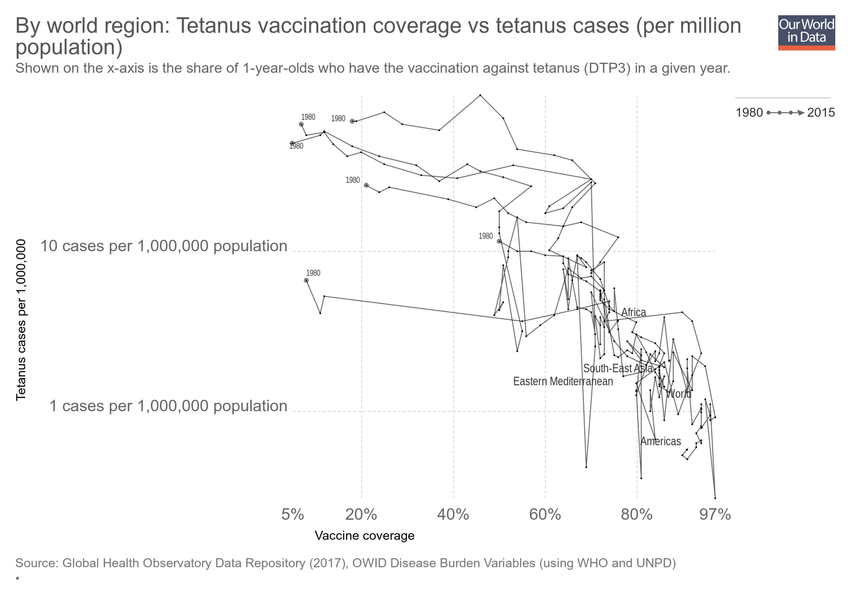 By world region: Tetanus vaccination coverage vs tetanus cases (per million
population)
Our World
in Data
Shown on the x-axis is the share of 1-year-olds who have the vaccination against tetanus (DTP3) in a given year.
1980 2015
1980
1980
1980
1980
1980
1980
Tetanus cases per 1,000,000
10 cases per 1,000,000 population
1 cases per 1,000,000 population
Africa
South-East Asia
Eastern Mediterranean
World
Americas
5% 20% 40% 60% 80% 97%
Vaccine coverage
Source: Global Health Observatory Data Repository (2017), OWID Disease Burden Variables (using WHO and UNPD)
•